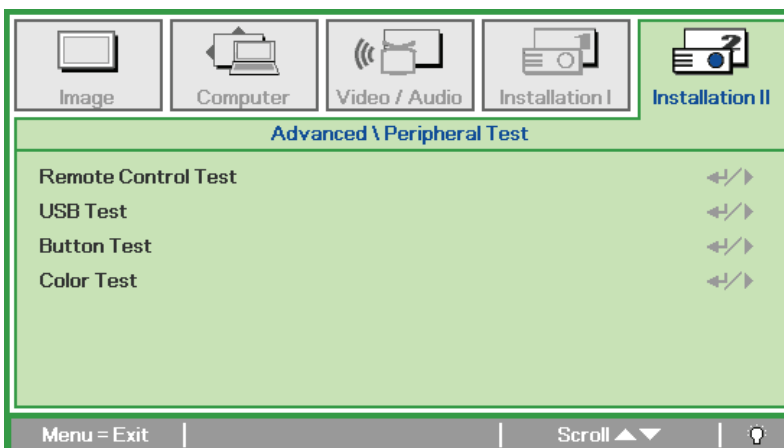 Image
Computer
Video / Audio
Installation I
Installation II
Advanced \ Peripheral Test
Remote Control Test
USB Test
Button Test
Color Test
Menu = Exit
Scroll